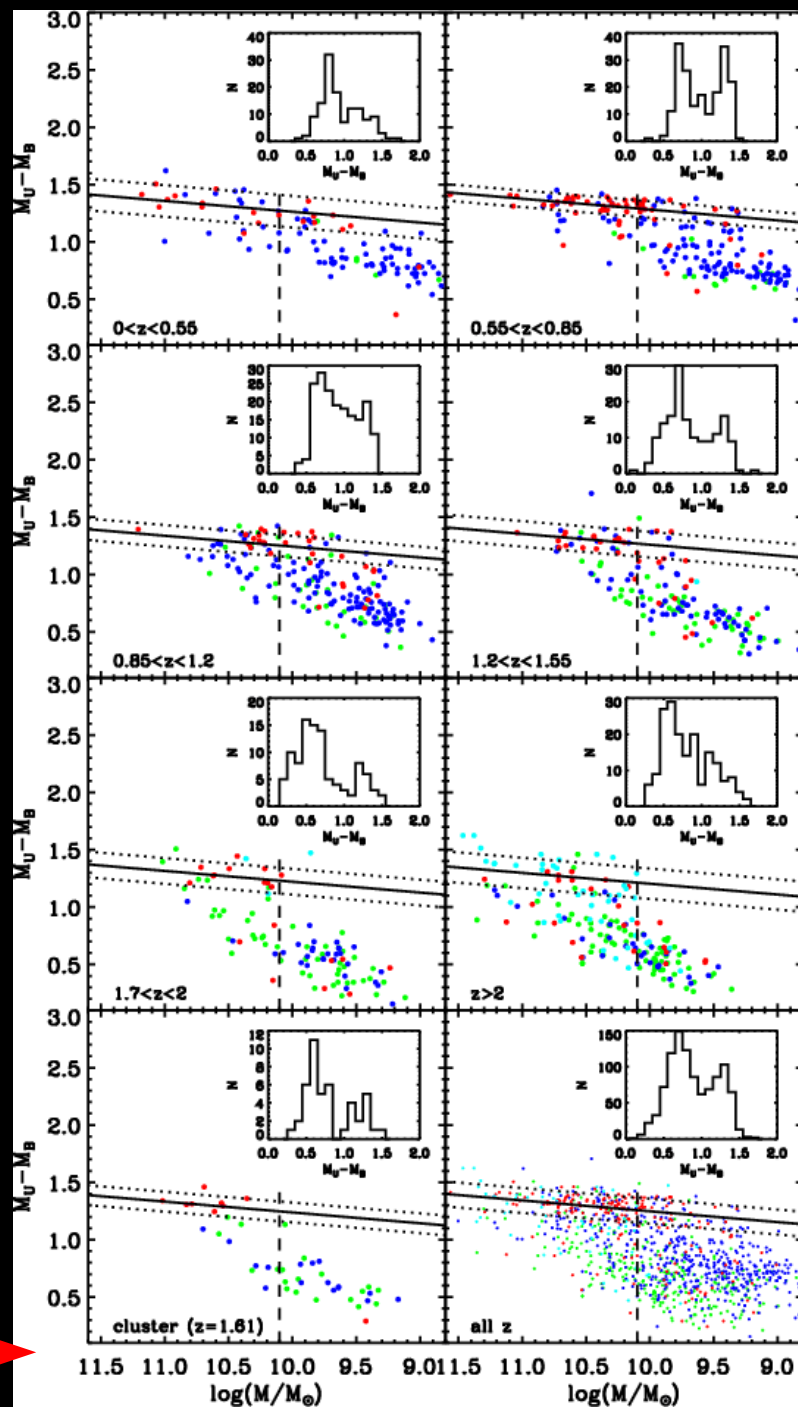 3.0 40 40
30 30
N 20 N 20
2.5 10 10
0 0
0.0 0.5 1.0 1.5 2.0 0.0 0.5 1.0 1.5 2.0
2.0 M_U−M_B M_U−M_B
M_U−M_B
1.5
1.0
0.5
0<z<0.55 0.55<z<0.85
3.0 30 30
25 25
20 20
N 15 N 15
2.5 10 10
5 5
0 0
0.0 0.5 1.0 1.5 2.0 0.0 0.5 1.0 1.5 2.0
2.0 M_U−M_B M_U−M_B
M_U−M_B
1.5
1.0
0.5
0.85<z<1.2 1.2<z<1.55
3.0 20 30
15 20
N 10 N
2.5 5 10
0 0
0.0 0.5 1.0 1.5 2.0 0.0 0.5 1.0 1.5 2.0
2.0 M_U−M_B M_U−M_B
M_U−M_B
1.5
1.0
0.5
1.7<z<2 z>2
3.0 12 150
10
8 100
N 6 N
2.5 4 50
2
0 0
0.0 0.5 1.0 1.5 2.0 0.0 0.5 1.0 1.5 2.0
2.0 M_U−M_B M_U−M_B
M_U−M_B
1.5
1.0
0.5
cluster (z=1.61) all z
11.5 11.0 10.5 10.0 9.5 9.011.5 11.0 10.5 10.0 9.5 9.0
log(M/M⊙) log(M/M⊙)